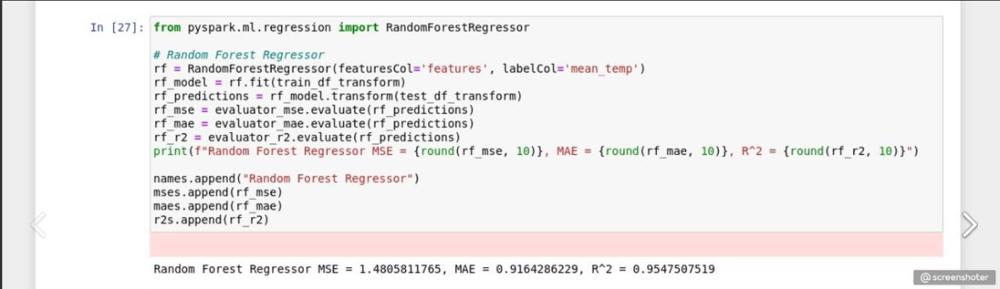 In [27]: from pyspark.ml.regression import RandomForestRegressor
# Random Forest Regressor
rf = RandomForestRegressor(featuresCol='features', labelCol='mean_temp')
rf_model = rf.fit(train_df_transform)
rf_predictions = rf_model.transform(test_df_transform)
rf_mse = evaluator_mse.evaluate(rf_predictions)
rf_mae = evaluator_mae.evaluate(rf_predictions)
rf_r2 = evaluator_r2.evaluate(rf_predictions)
print(f"Random Forest Regressor MSE = {round(rf_mse, 10)}, MAE = {round(rf_mae, 10)}, R^2 = {round(rf_r2, 10)}")
names.append("Random Forest Regressor")
mses.append(rf_mse)
maes.append(rf_mae)
r2s.append(rf_r2)
Random Forest Regressor MSE = 1.4805811765, MAE = 0.9164286229, R^2 = 0.9547507519
@screenshoter